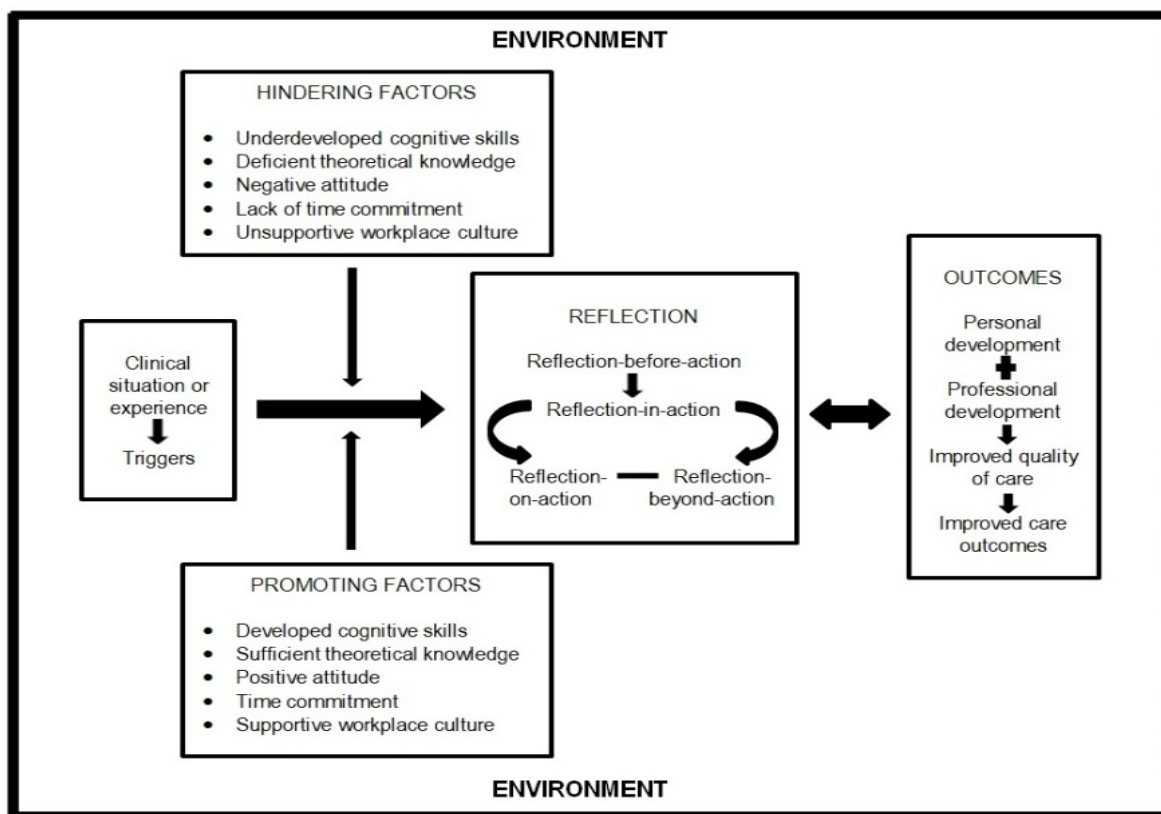 ENVIRONMENT
HINDERING FACTORS
• Underdeveloped cognitive skills
• Deficient theoretical knowledge
• Negative attitude
• Lack of time commitment
• Unsupportive workplace culture
Clinical
situation or
experience
Triggers
REFLECTION
Reflection-before-action
Reflection-in-action
Reflection-
on-action
Reflection-
beyond-action
OUTCOMES
Personal
development
Professional
development
Improved quality
of care
Improved care
outcomes
PROMOTING FACTORS
• Developed cognitive skills
• Sufficient theoretical knowledge
• Positive attitude
• Time commitment
• Supportive workplace culture
ENVIRONMENT